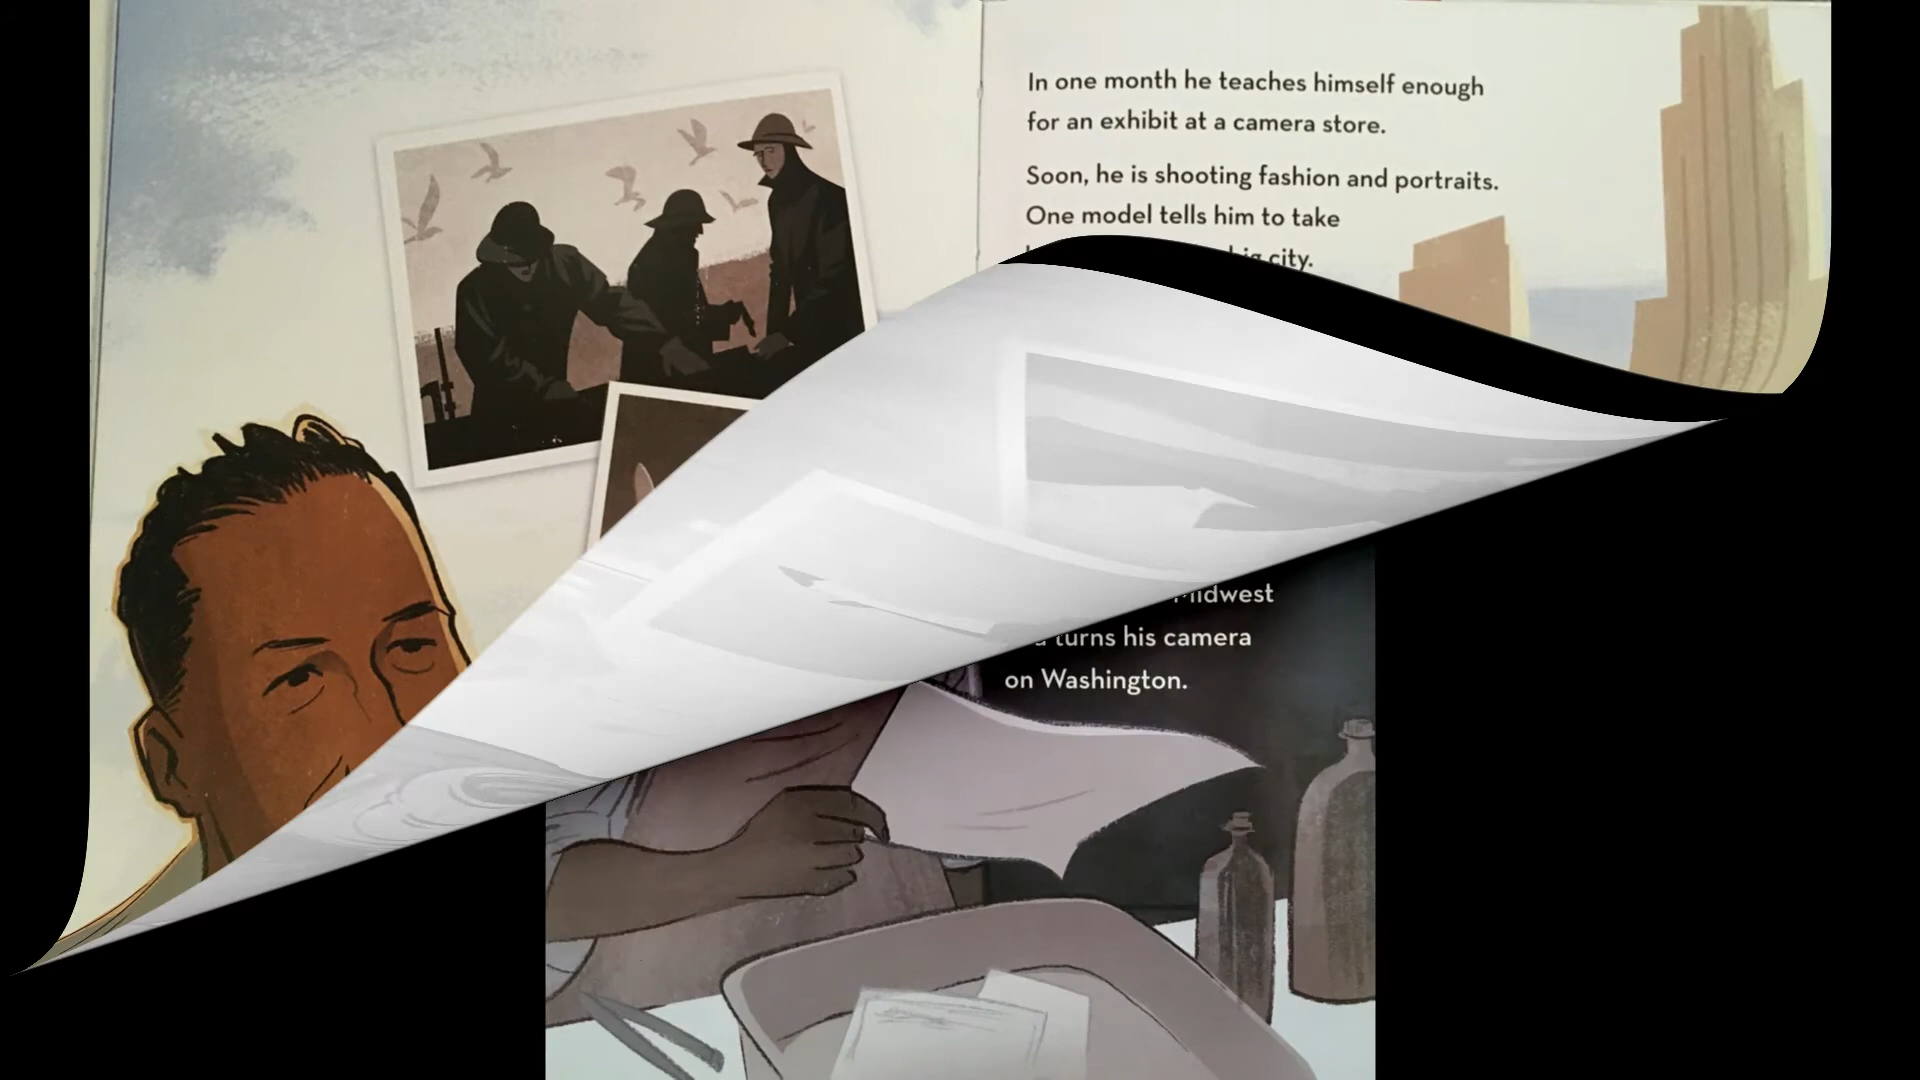 In one month he teaches himself enough
for an exhibit at a camera store.
Soon, he is shooting fashion and portraits.
One model tells him to take
city.
turns his camera
on Washington.